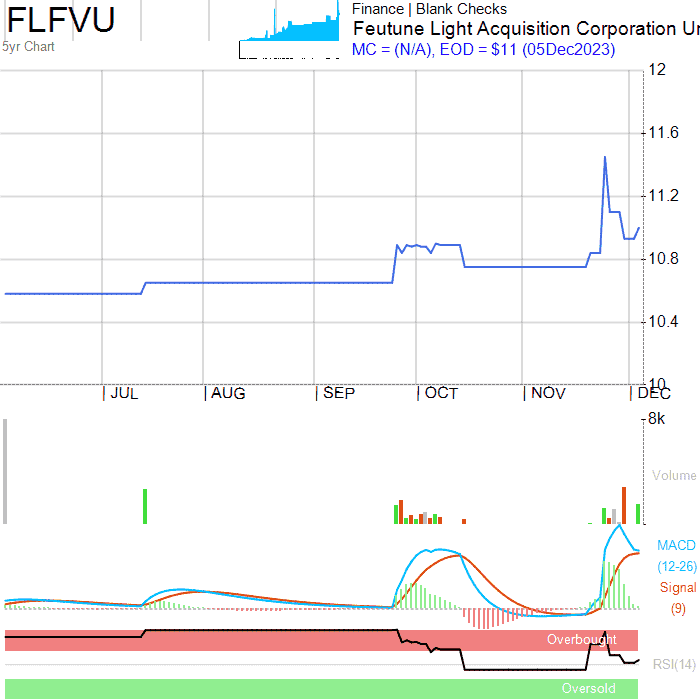 FLFVU
5yr Chart
Finance | Blank Checks
Feutune Light Acquisition Corporation Un
MC = (N/A), EOD = $11 (05Dec2023)
12
11.6
11.2
10.8
10.4
10
| JUL | AUG | SEP | OCT | NOV | DEC
8k
Volume
MACD
(12-26)
Signal
(9)
Overbought
RSI(14)
Oversold